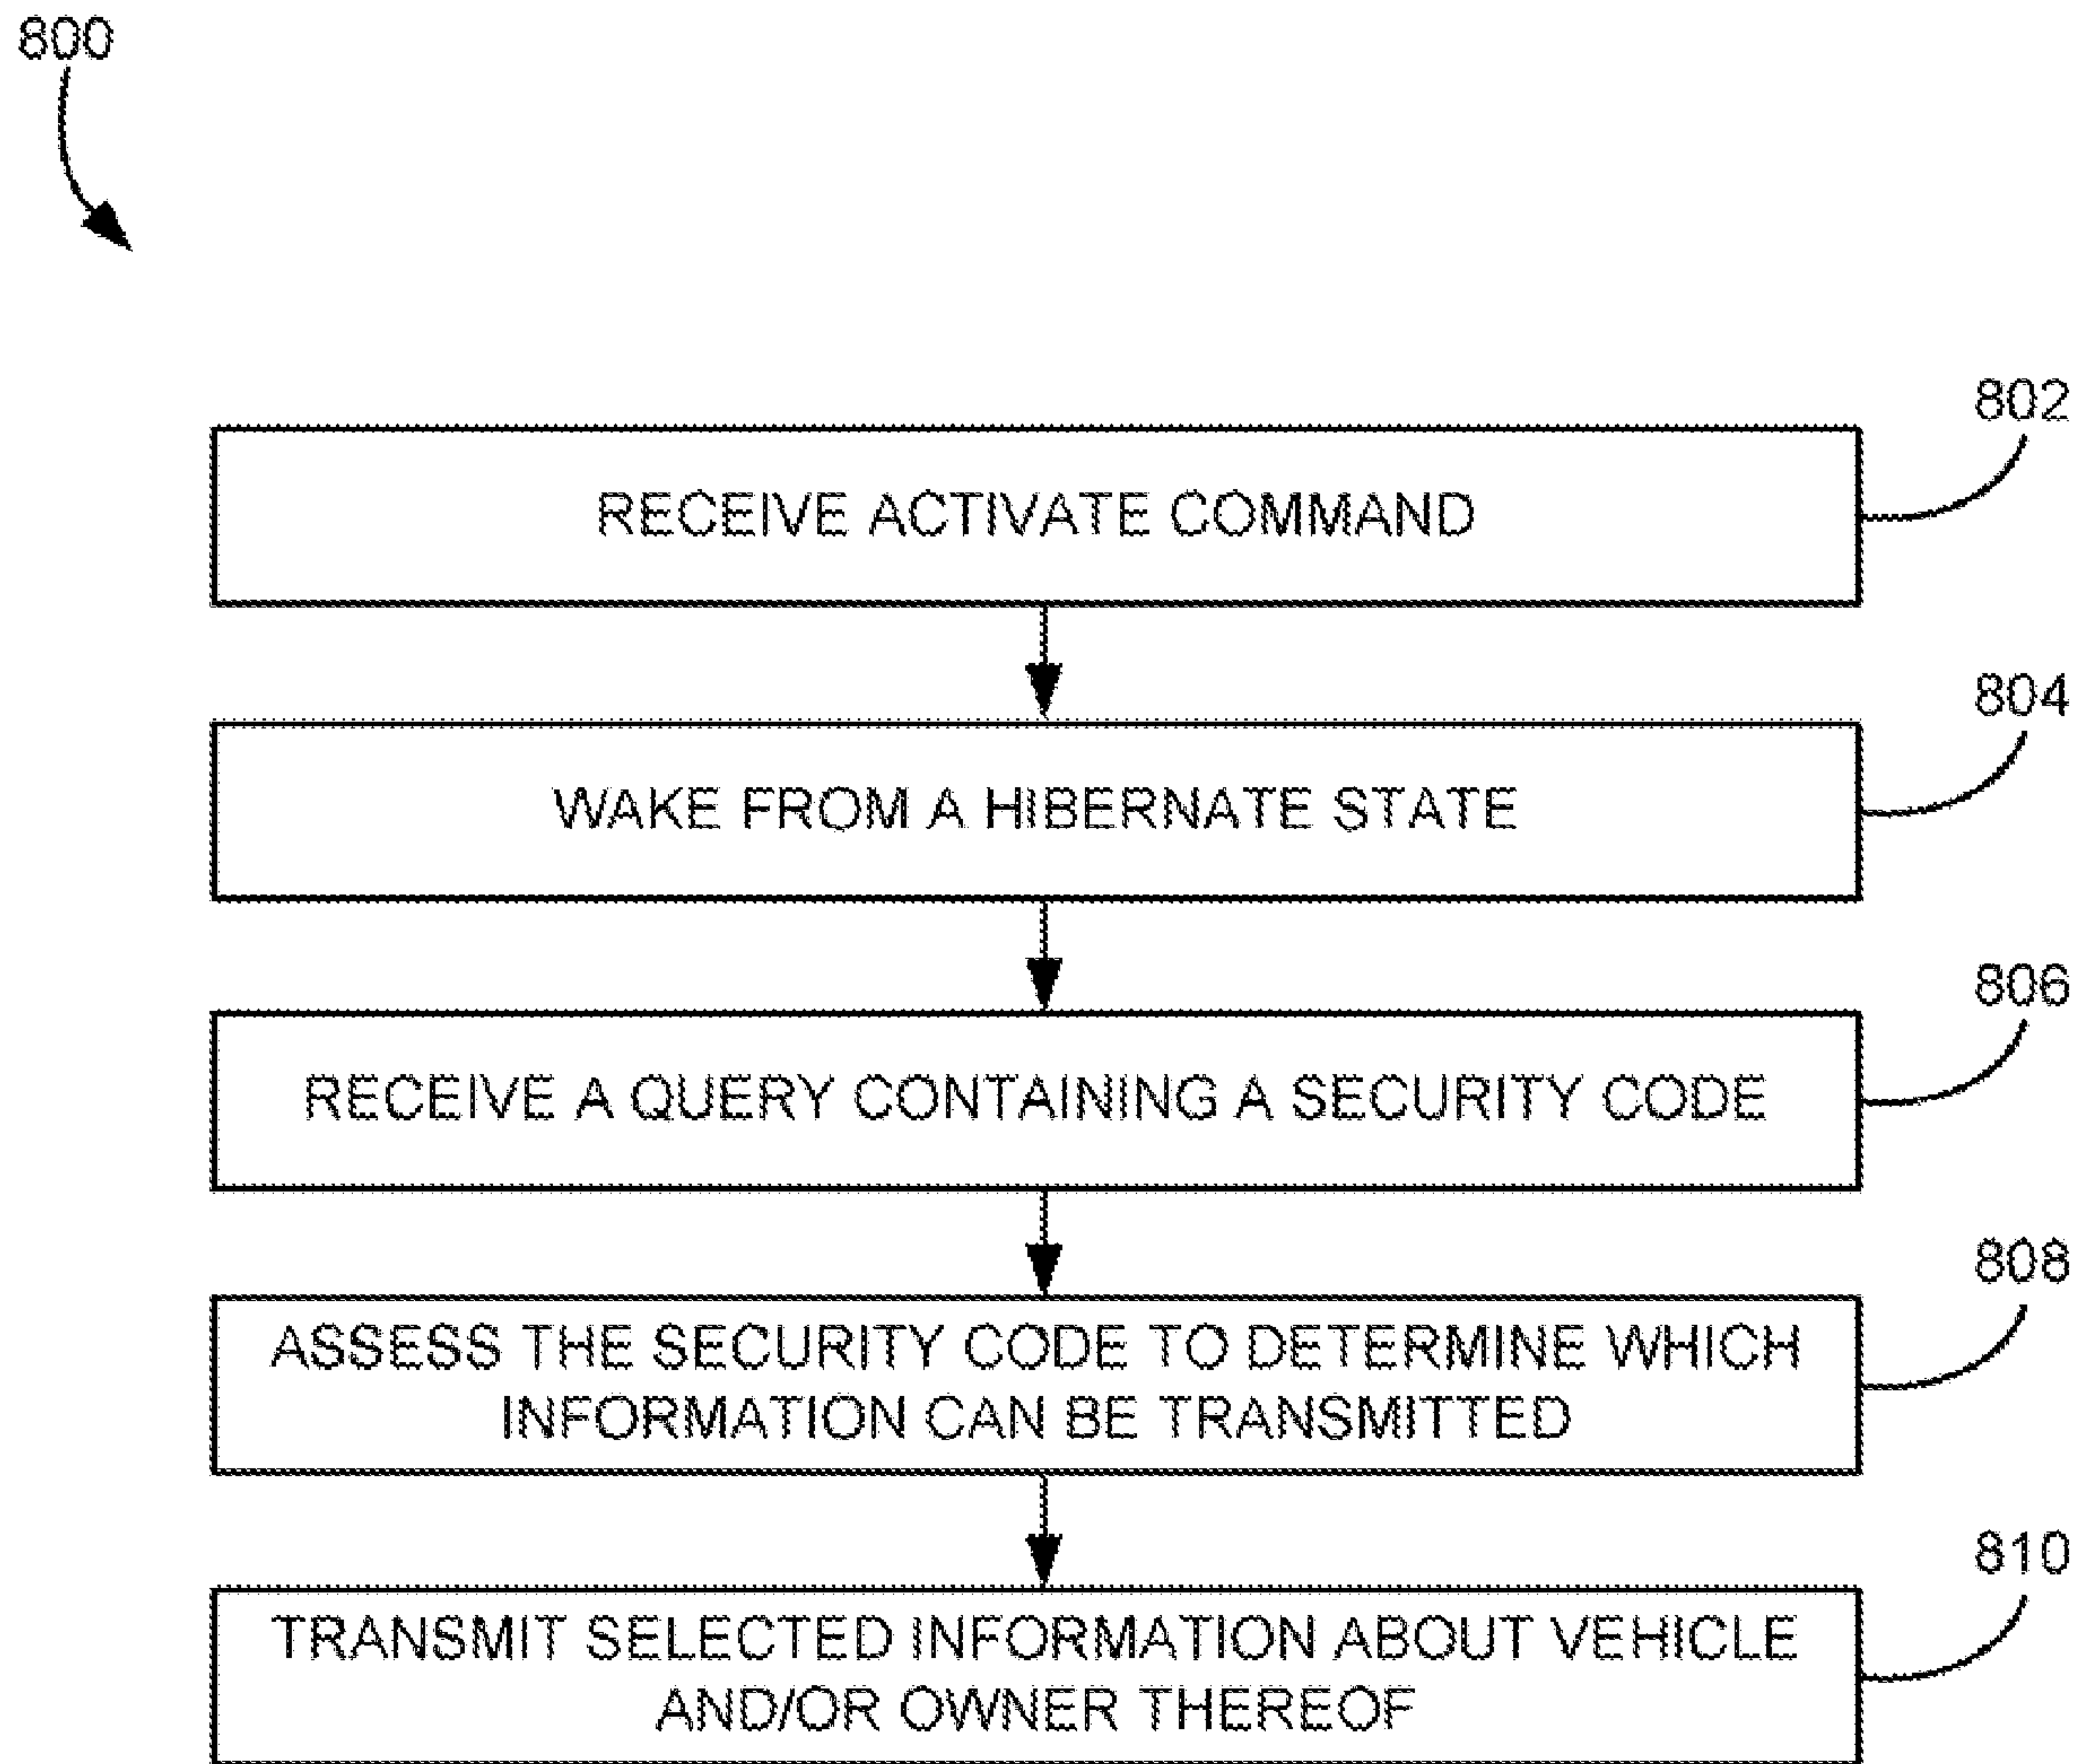 800
802
RECEIVE ACTIVATE COMMAND
804
WAKE FROM A HIBERNATE STATE
806
RECEIVE A QUERY CONTAINING A SECURITY CODE
808
ASSESS THE SECURITY CODE TO DETERMINE WHICH
INFORMATION CAN BE TRANSMITTED
810
TRANSMIT SELECTED INFORMATION ABOUT VEHICLE
AND/OR OWNER THEREOF